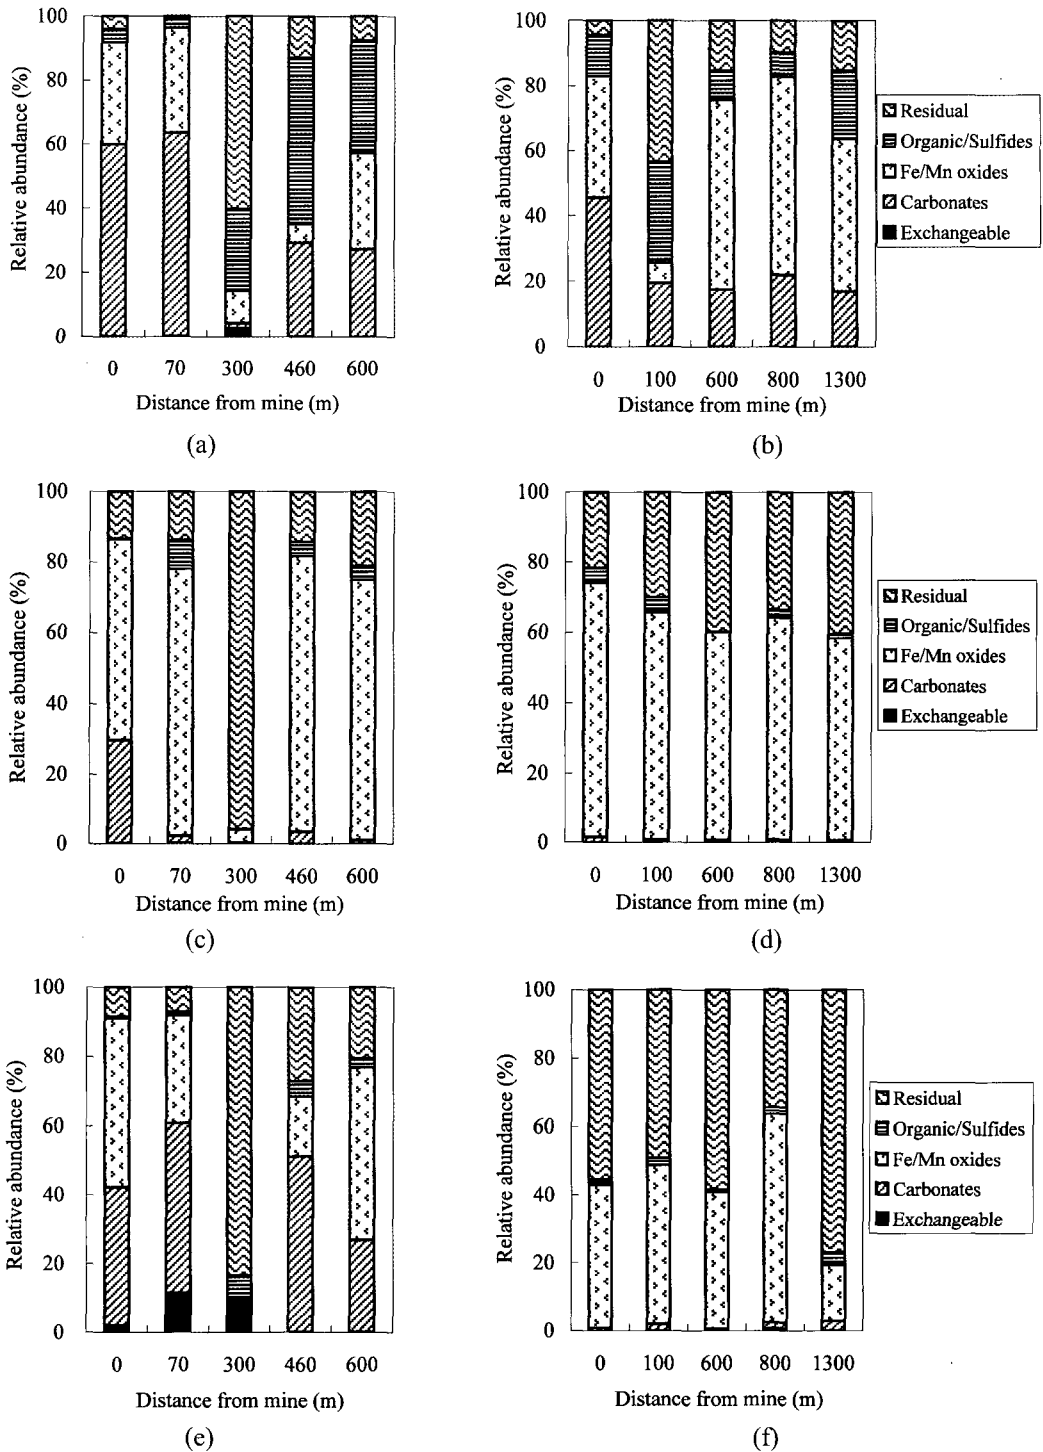 100
80
60
40
20
0
Relative abundance (%)
0 70 300 460 600
Distance from mine (m)
(a)
100
80
60
40
20
0
Relative abundance (%)
0 100 600 800 1300
Distance from mine (m)
(b)
Residual
Organic/Sulfides
Fe/Mn oxides
Carbonates
Exchangeable
100
80
60
40
20
0
Relative abundance (%)
0 70 300 460 600
Distance from mine (m)
(c)
100
80
60
40
20
0
Relative abundance (%)
0 100 600 800 1300
Distance from mine (m)
(d)
Residual
Organic/Sulfides
Fe/Mn oxides
Carbonates
Exchangeable
100
80
60
40
20
0
Relative abundance (%)
0 70 300 460 600
Distance from mine (m)
(e)
100
80
60
40
20
0
Relative abundance (%)
0 100 600 800 1300
Distance from mine (m)
(f)
Residual
Organic/Sulfides
Fe/Mn oxides
Carbonates
Exchangeable